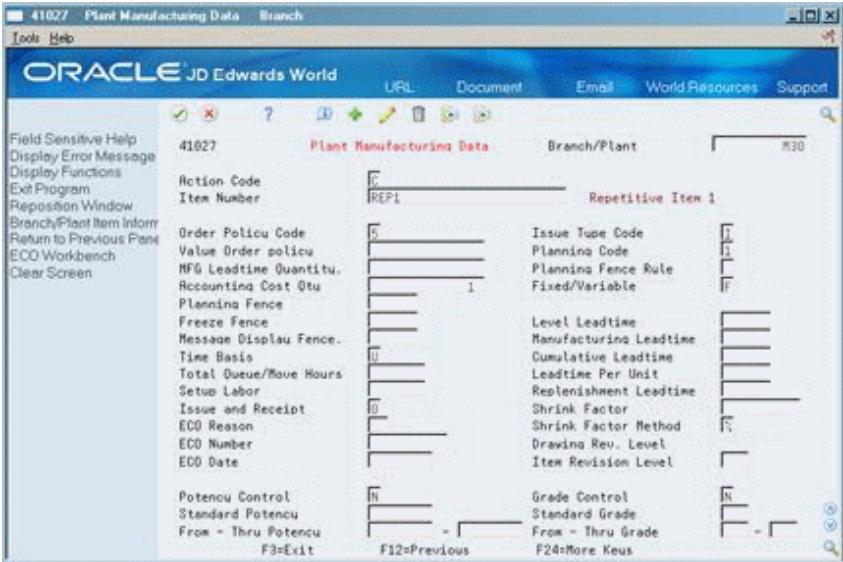 41027 Plant Manufacturing Data Branch
Tools Help
ORACLE JD Edwards World
URL Document Email World Resources Support
Field Sensitive Help
Display Error Message
Display Functions
Exit Program
Reposition Window
Branch/Plant Item Inform
Return to Previous Pane
ECO Workbench
Clear Screen
41027 Plant Manufacturing Data Branch/Plant M30
Action Code C
Item Number REP1 Repetitive Item 1
Order Policy Code 5 Issue Type Code I
Value Order policy Planning Code 1
MFG Leadtime Quantity. Planning Fence Rule
Accounting Cost Qty 1 Fixed/Variable F
Planning Fence
Freeze Fence Level Leadtime
Message Display Fence. Manufacturing Leadtime
Time Basis U Cumulative Leadtime
Total Queue/Move Hours Leadtime Per Unit
Setup Labor Replenishment Leadtime
Issue and Receipt 0 Shrink Factor
ECO Reason Shrink Factor Method %
ECO Number Drawing Rev. Level
ECO Date Item Revision Level
Potency Control N Grade Control N
Standard Potency Standard Grade
From - Thru Potency - From - Thru Grade -
F3=Exit F12=Previous F24=More Keys